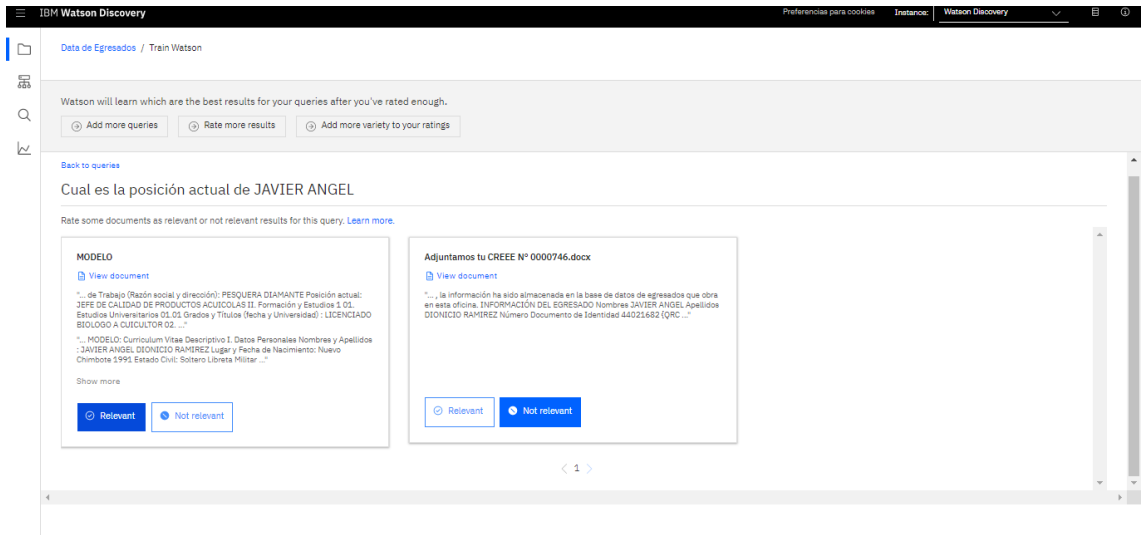 IBM Watson Discovery
Preferencias para cookies
Instance:
Watson Discovery
Data de Egresados / Train Watson
Watson will learn which are the best results for your queries after you've rated enough.
Add more queries
Rate more results
Add more variety to your ratings
Back to queries
Cual es la posición actual de JAVIER ANGEL
Rate some documents as relevant or not relevant results for this query. Learn more.
MODELO
View document
"... de Trabajo (Razón social y dirección): PESQUERA DIAMANTE Posición actual:
JEFE DE CALIDAD DE PRODUCTOS ACUICOLAS II. Formación y Estudios 1 01.
Estudios Universitarios 01.01 Grados y Títulos (fecha y Universidad) : LICENCIADO
BIOLOGO A CUICULTOR 02. ..."
"... MODELO: Curriculum Vitae Descriptivo I. Datos Personales Nombres y Apellidos
: JAVIER ANGEL DIONICIO RAMIREZ Lugar y Fecha de Nacimiento: Nuevo
Chimbote 1991 Estado Civil: Soltero Libreta Militar ..."
Show more
Relevant
Not relevant
Adjuntamos tu CREEE Nº 0000746.docx
View document
"... , la información ha sido almacenada en la base de datos de egresados que obra
en esta oficina. INFORMACIÓN DEL EGRESADO Nombres JAVIER ANGEL Apellidos
DIONICIO RAMIREZ Número Documento de Identidad 44021682 (QRC ..."
Relevant
Not relevant
< 1 >